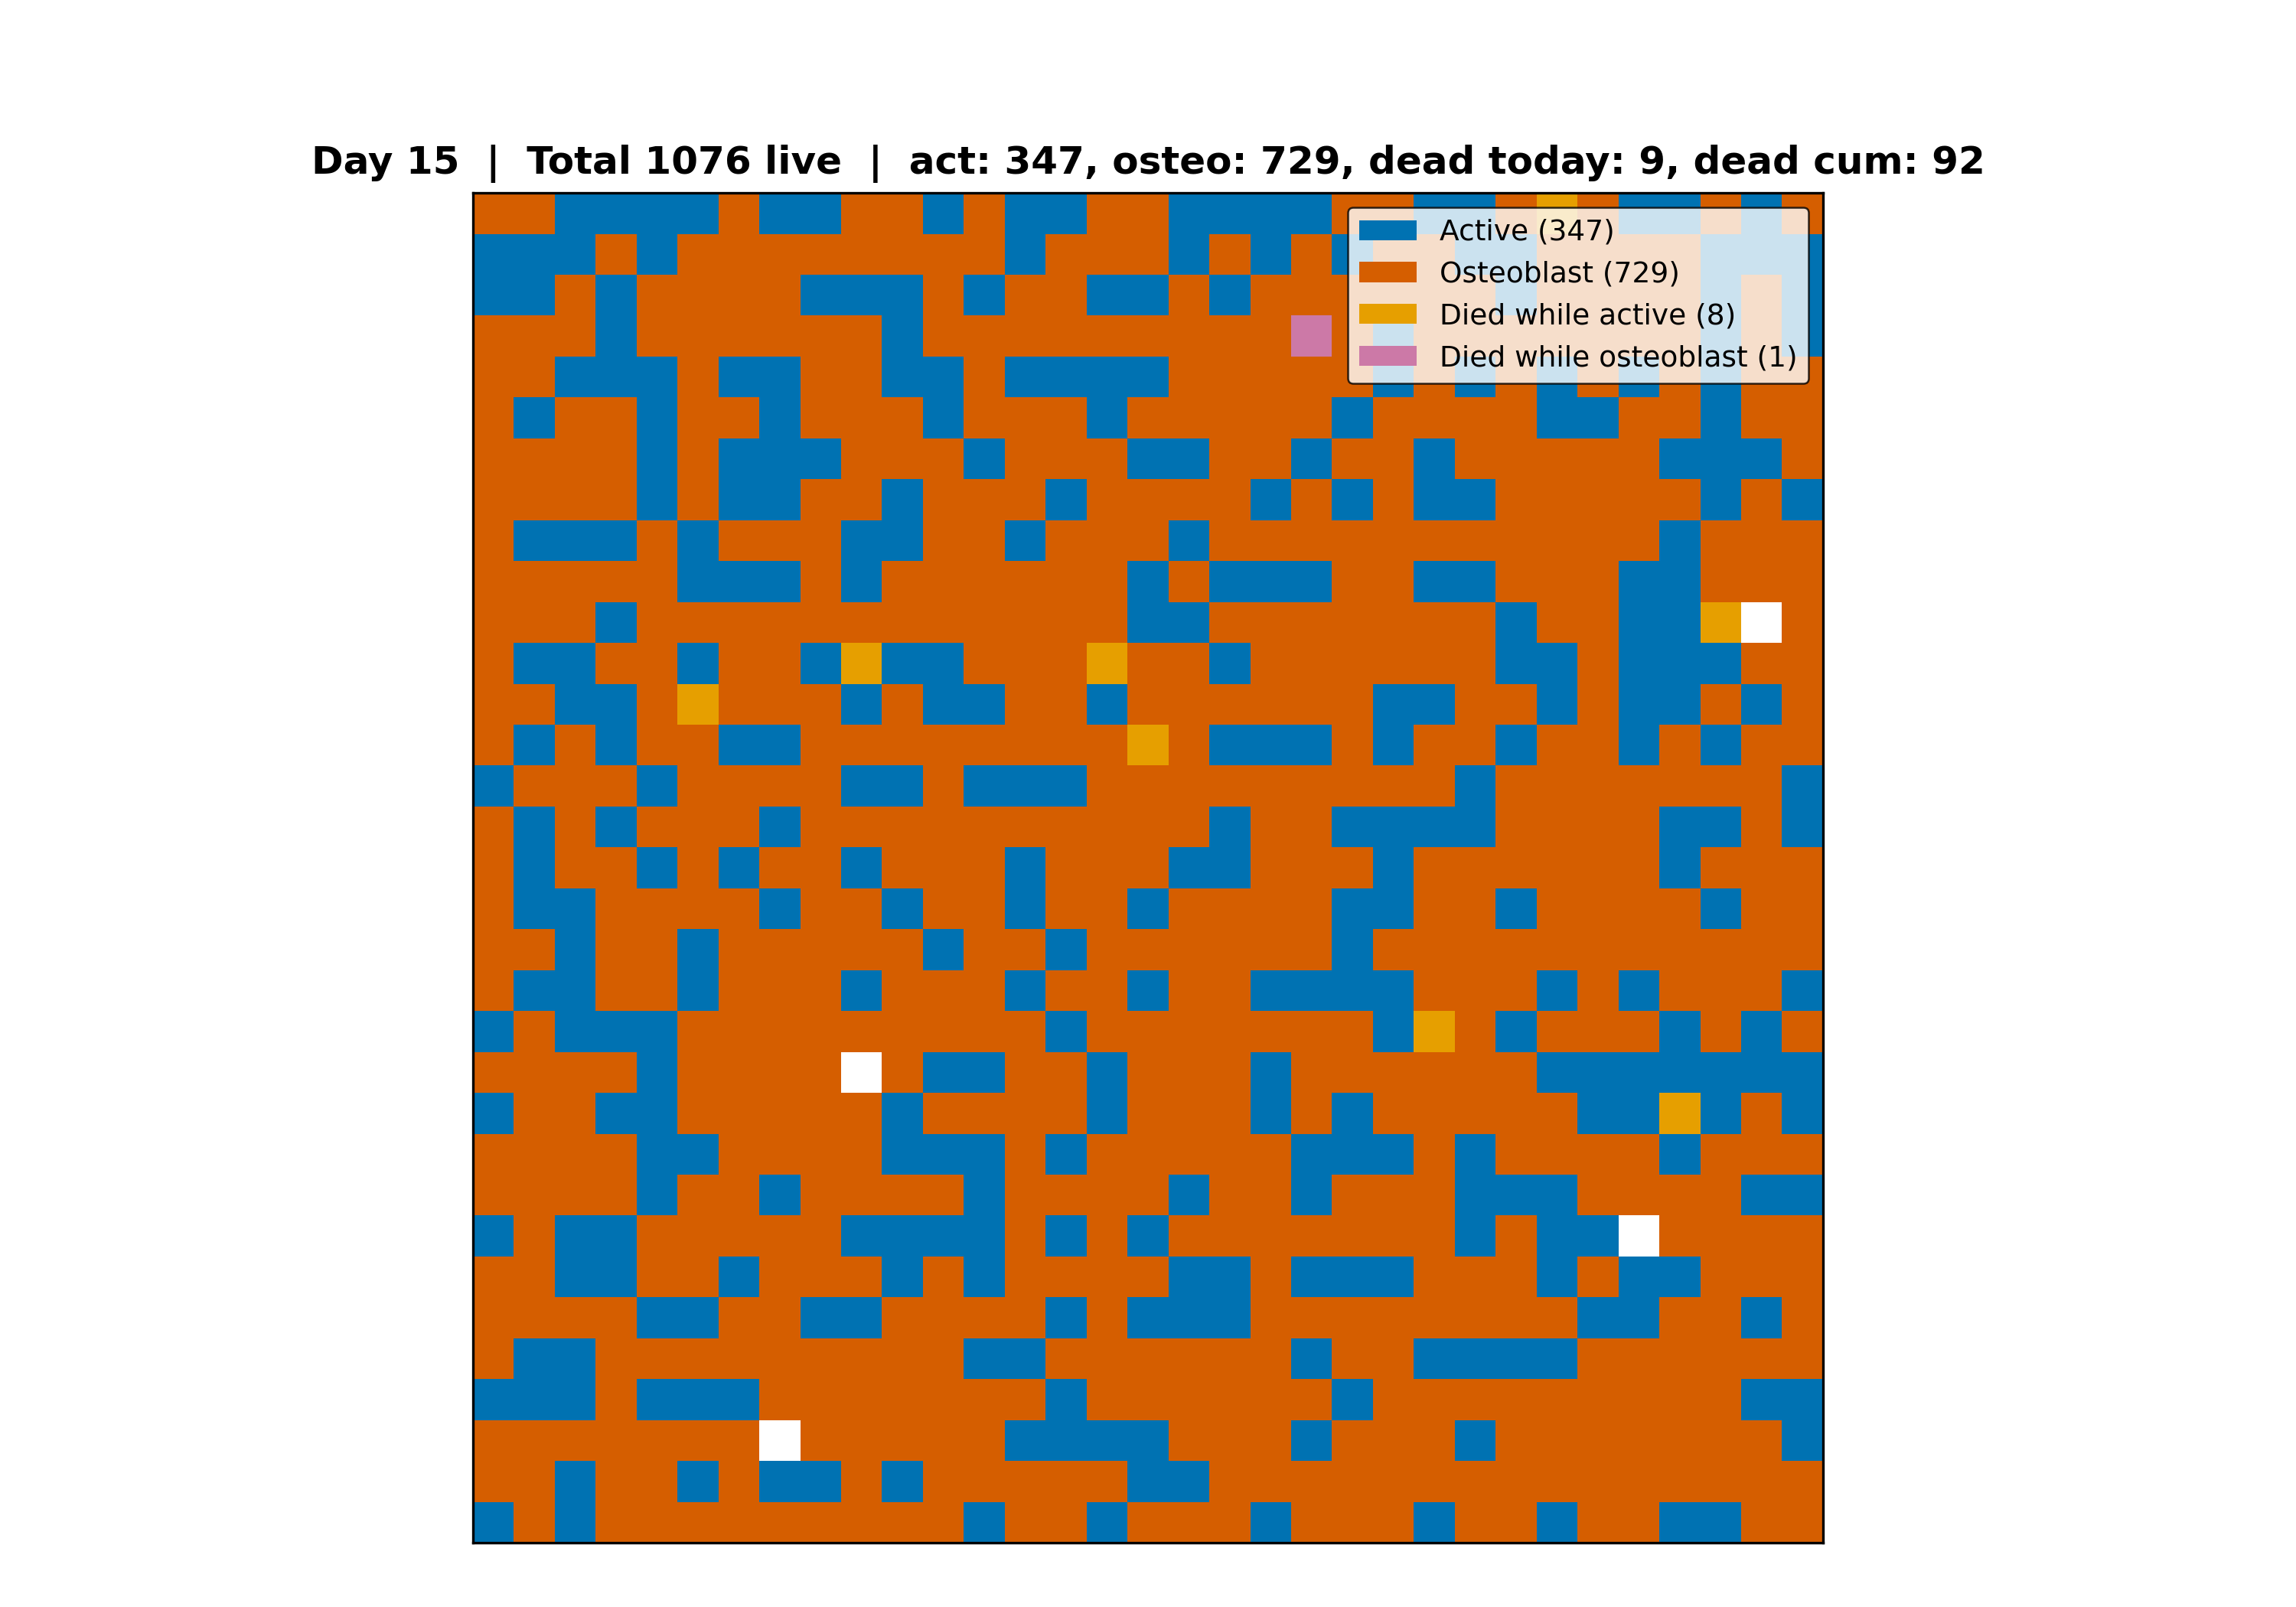 Day 15 | Total 1076 live | act: 347, osteo: 729, dead today: 9, dead cum: 92
Active (347)
Osteoblast (729)
Died while active (8)
Died while osteoblast (1)